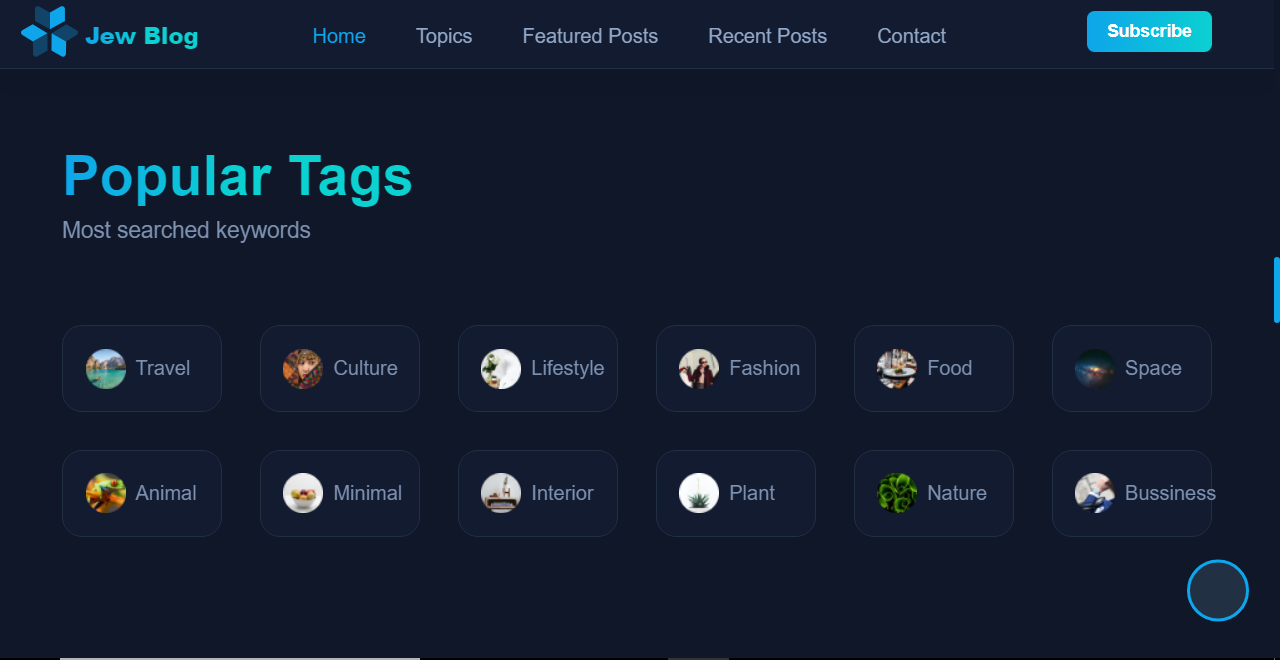 Jew Blog Home Topics Featured Posts Recent Posts Contact Subscribe
Popular Tags
Most searched keywords
Travel Culture Lifestyle Fashion Food Space
Animal Minimal Interior Plant Nature Bussiness